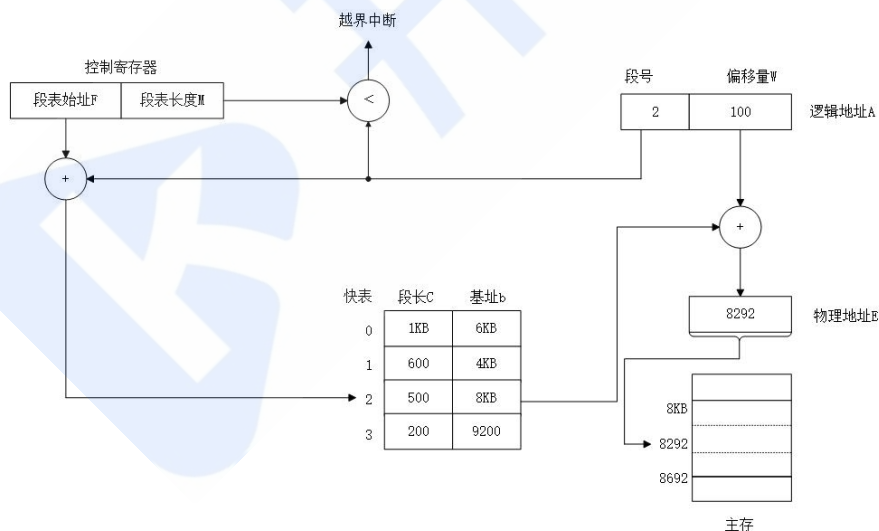 越界中断
控制寄存器
段表始址F 段表长度M
<
段号 偏移量W
2 100 逻辑地址A
+
+
快表 段长C 基址b
0 1KB 6KB
1 600 4KB
2 500 8KB
3 200 9200
8292 物理地址E
8KB
8292
8692
主存